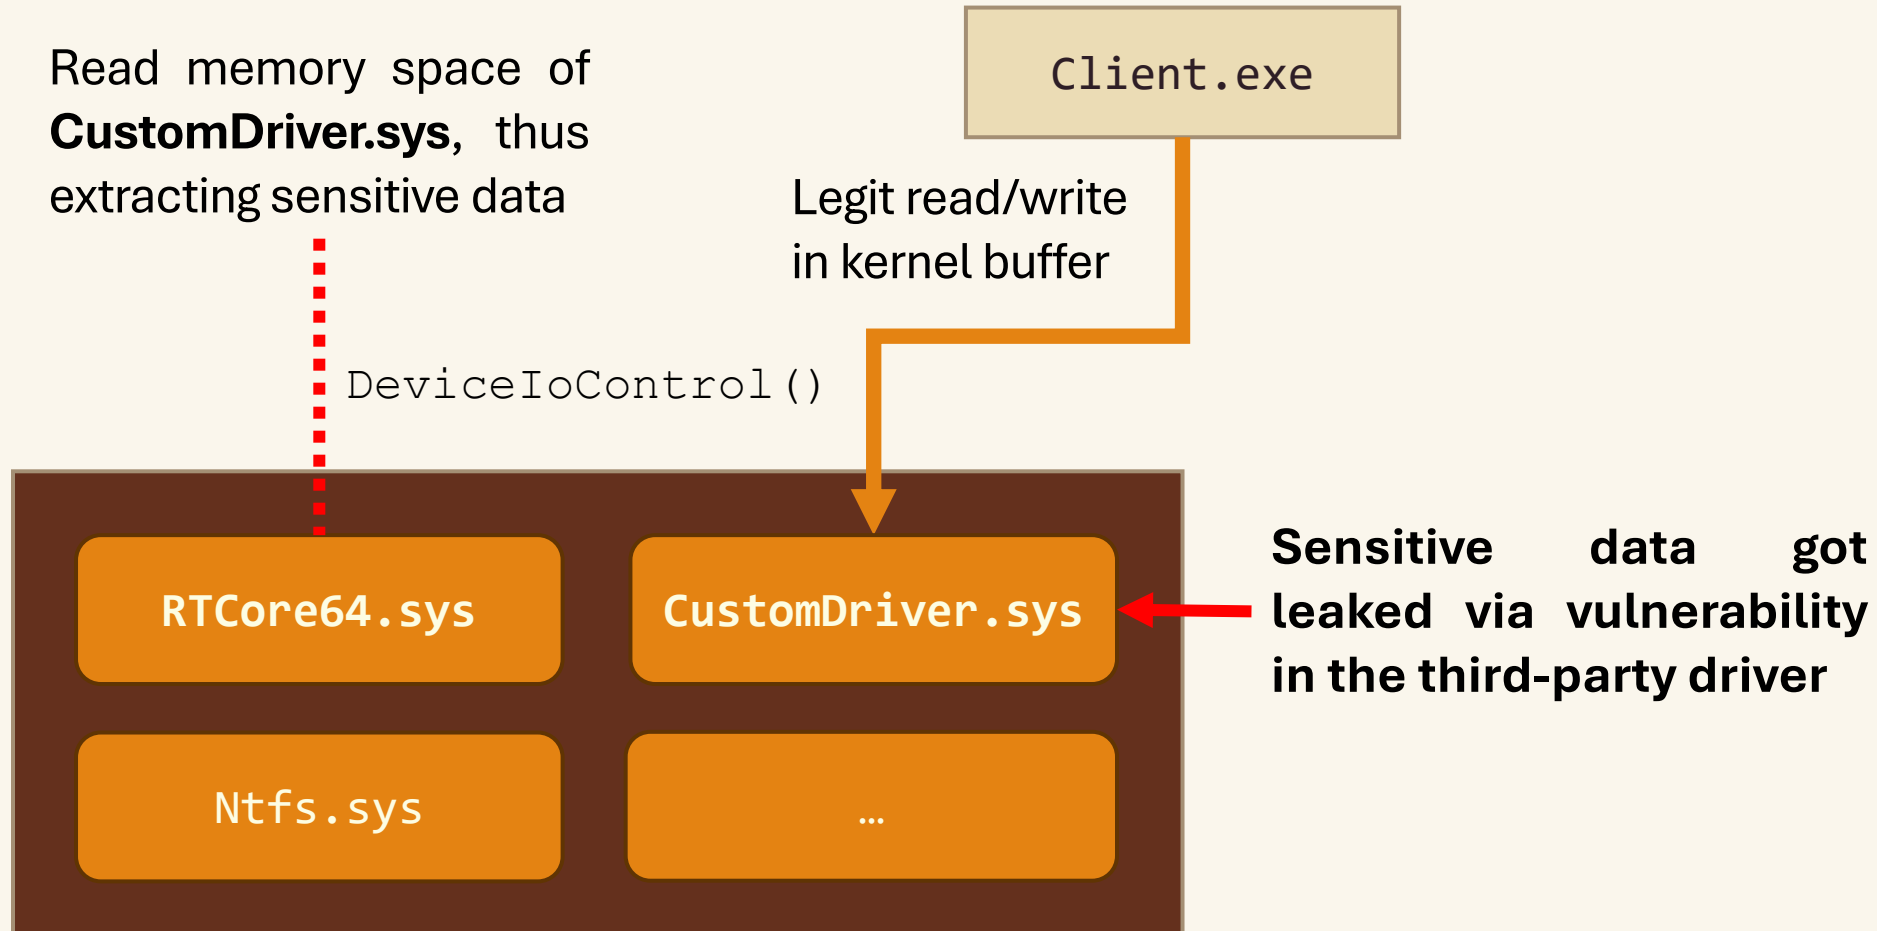 Read memory space of
CustomDriver.sys, thus
extracting sensitive data
Client.exe
Legit read/write
in kernel buffer
DeviceIoControl()
RTCore64.sys
CustomDriver.sys
Sensitive data got
leaked via vulnerability
in the third-party driver
Ntfs.sys
…